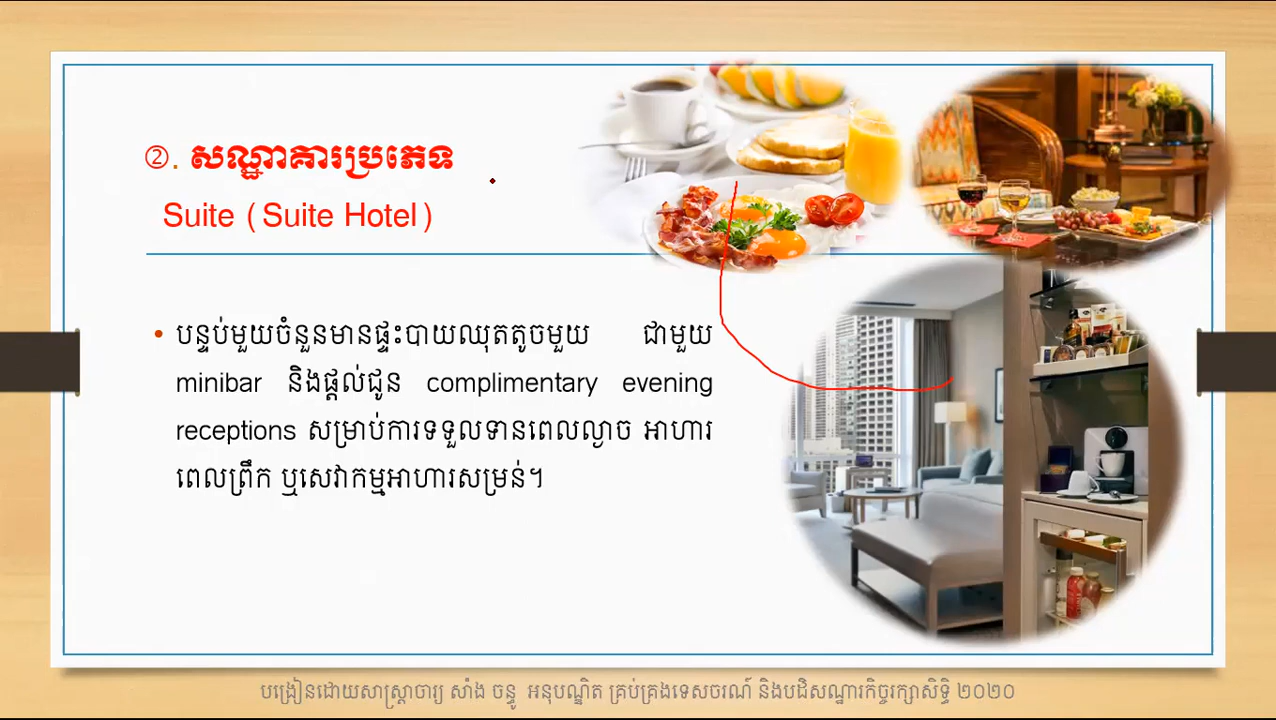 ②. សណ្ឋាគារប្រភេទ
Suite (Suite Hotel)
• បន្ទប់មួយចំនួនមានផ្ទះបាយឈុតតូចមួយ ជាមួយ
minibar និងផ្តល់ជូន complimentary evening
receptions សម្រាប់ការទទួលទានពេលល្ងាច អាហារ
ពេលព្រឹក ឬសេវាកម្មអាហារសម្រន់។
បង្រៀនដោយសាស្ត្រាចារ្យ សាំង ចន្ធូ អនុបណ្ឌិត គ្រប់គ្រងទេសចរណ៍ និងបដិសណ្ឋារកិច្ចរក្សាសិទ្ធិ ២០២០